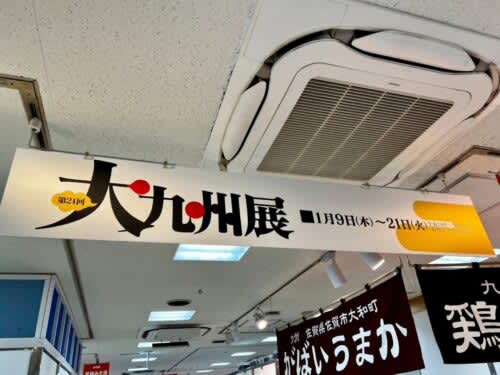 第21回
大九州展
■1月9日(木)～21日(火)
佐賀県佐賀市大和町
がばいうまか
九
鶏